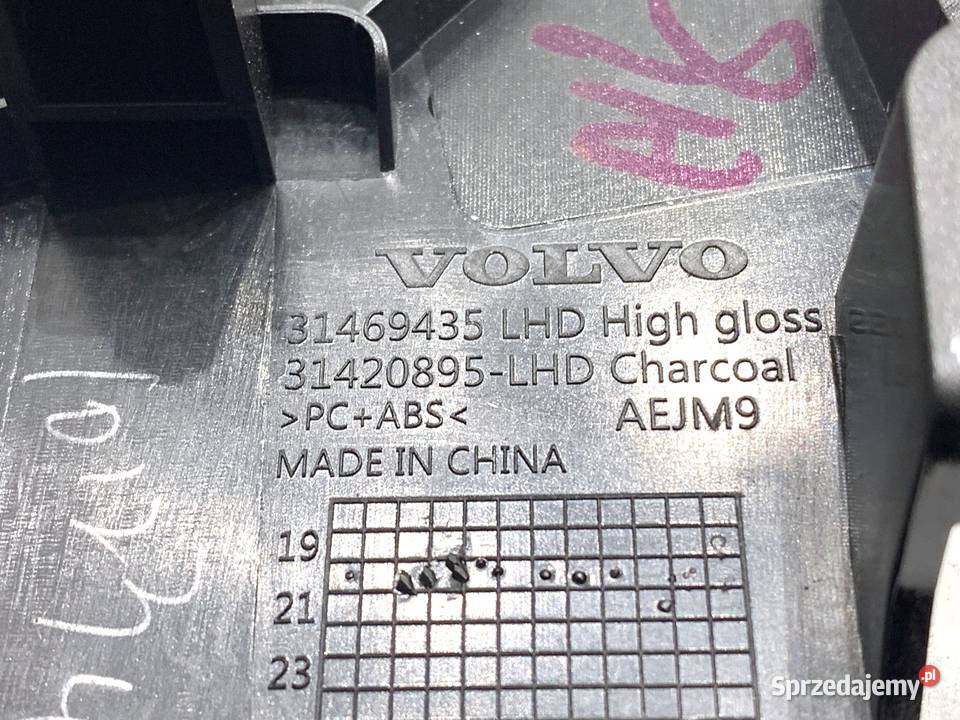 VOLVO
31469435 LHD High gloss
31420895-LHD Charcoal
>PC+ABS< AEJM9
MADE IN CHINA
19
21
23
Sprzedajemy.pl